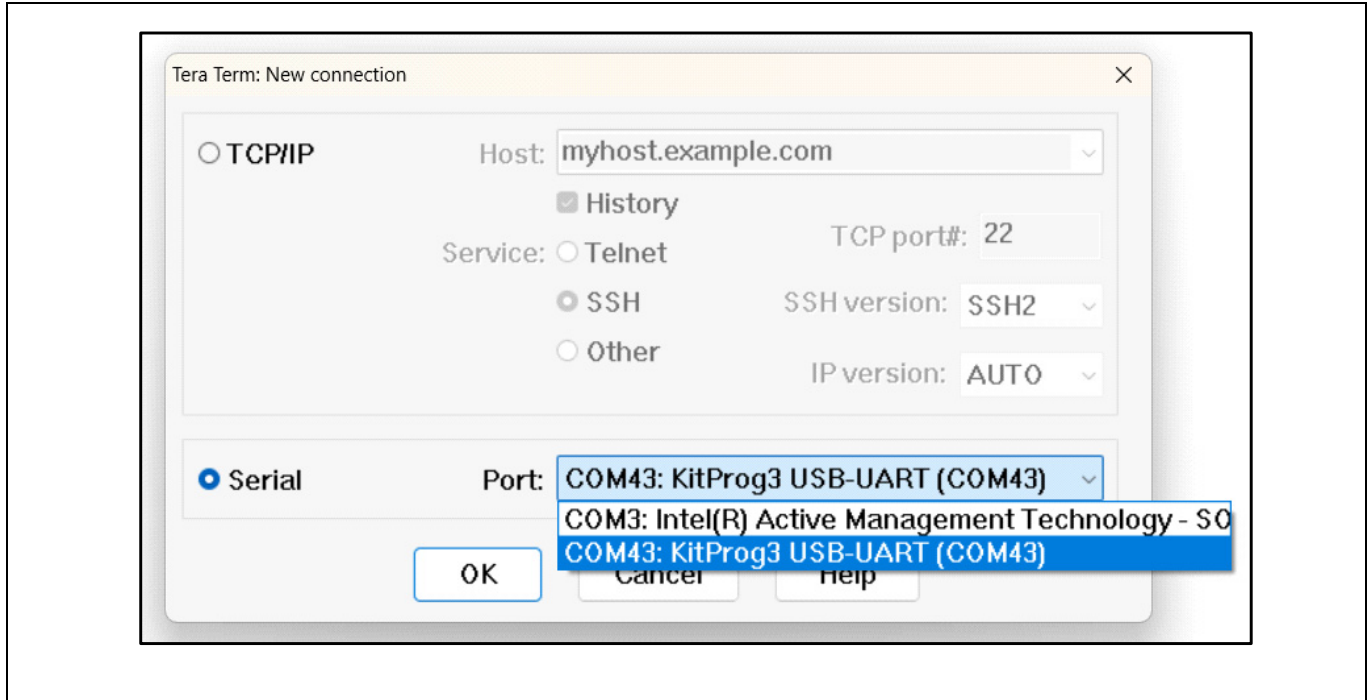 Tera Term: New connection
TCP/IP Host: myhost.example.com
History
TCP port#: 22
Service: Telnet
SSH SSH version: SSH2
Other
IP version: AUTO
Serial Port: COM43: KitProg3 USB-UART (COM43)
COM3: Intel(R) Active Management Technology - SO
COM43: KitProg3 USB-UART (COM43)
OK Cancel Help